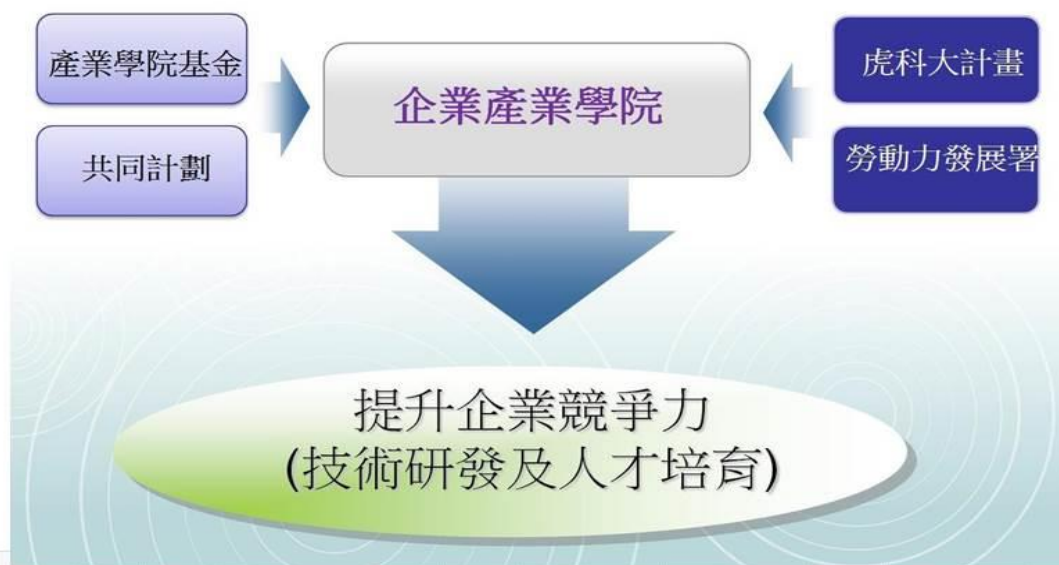 產業學院基金
共同計劃
企業產業學院
虎科大計畫
勞動力發展署
提升企業競爭力
(技術研發及人才培育)